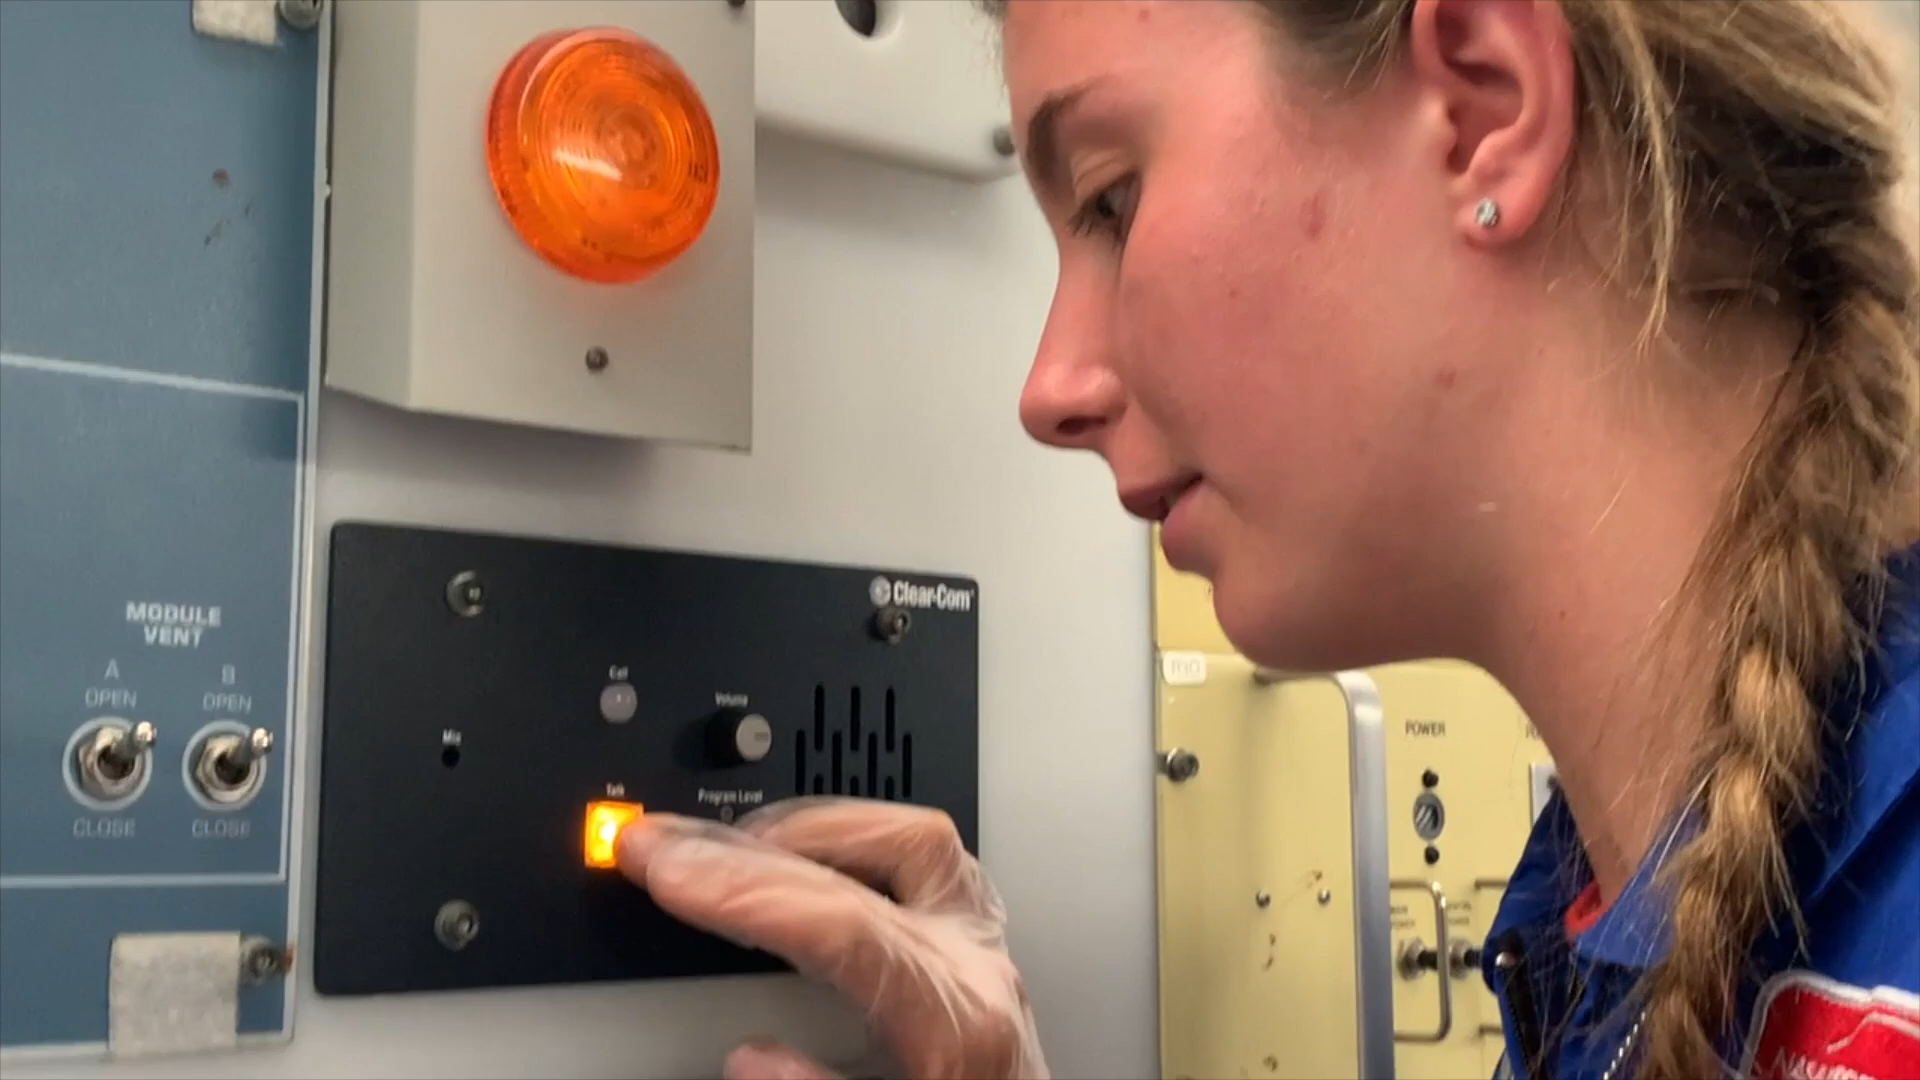 MODULE
VENT
A
B
OPEN
OPEN
CLOSE
CLOSE
Clear-Com
Call
Volume
Mic
Talk
Program Level
POWER